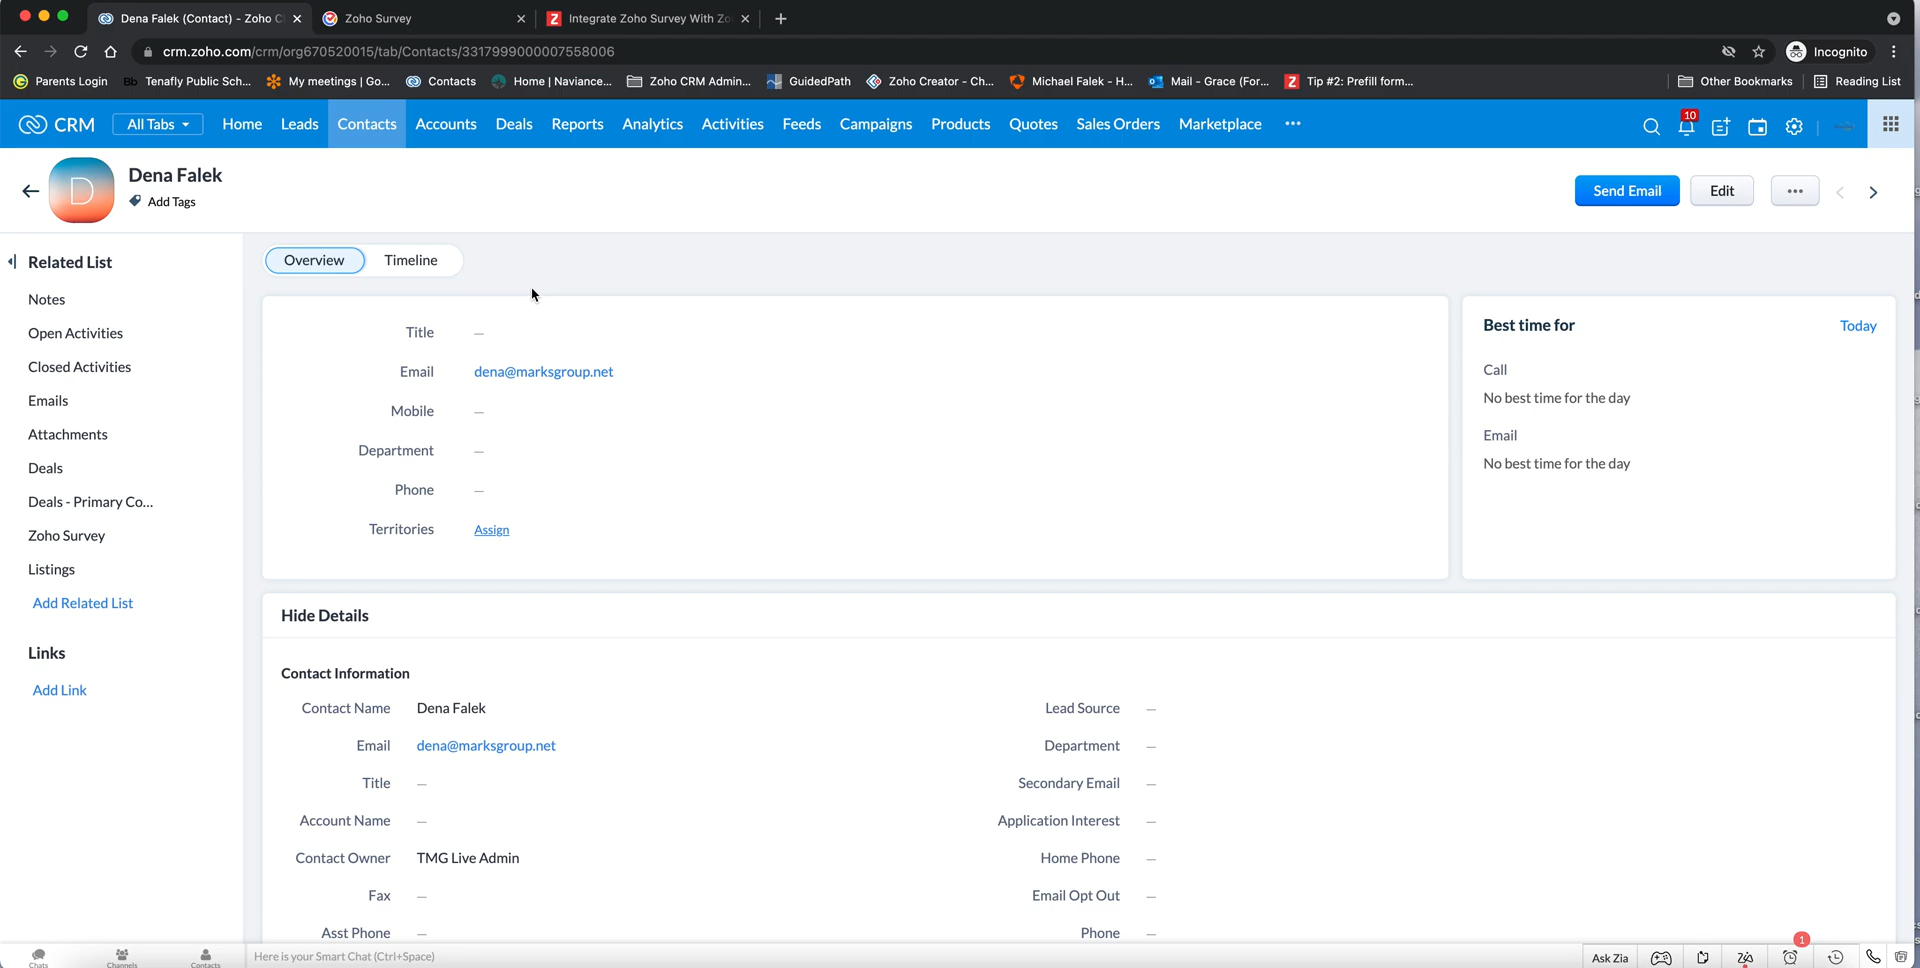 Dena Falek (Contact) - Zoho C
Zoho Survey
Integrate Zoho Survey With Zo
crm.zoho.com/crm/org670520015/tab/Contacts/3317999000007558006
Incognito
Parents Login
Bb Tenafly Public Sch...
My meetings | Go...
Contacts
Home | Naviance...
Zoho CRM Admin...
GuidedPath
Zoho Creator - Ch...
Michael Falek - H...
Mail - Grace (For...
Tip #2: Prefill form...
Other Bookmarks
Reading List
CRM
All Tabs
Home
Leads
Contacts
Accounts
Deals
Reports
Analytics
Activities
Feeds
Campaigns
Products
Quotes
Sales Orders
Marketplace
10
D
Dena Falek
Add Tags
Send Email
Edit
Related List
Notes
Open Activities
Closed Activities
Emails
Attachments
Deals
Deals - Primary Co...
Zoho Survey
Listings
Add Related List
Links
Add Link
Overview
Timeline
Title —
Email dena@marksgroup.net
Mobile —
Department —
Phone —
Territories Assign
Best time for
Today
Call
No best time for the day
Email
No best time for the day
Hide Details
Contact Information
Contact Name Dena Falek
Lead Source —
Email dena@marksgroup.net
Department —
Title —
Secondary Email —
Account Name —
Application Interest —
Contact Owner TMG Live Admin
Home Phone —
Fax —
Email Opt Out —
Asst Phone —
Phone —
Chats
Channels
Contacts
Here is your Smart Chat (Ctrl+Space)
Ask Zia
1